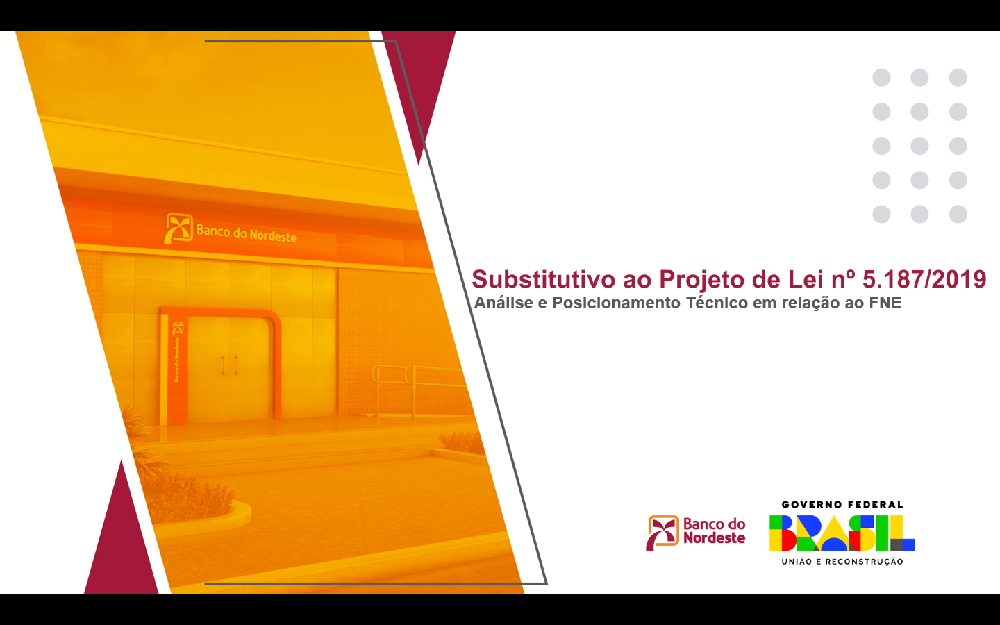 Banco do Nordeste
Banco do Nordeste
Substitutivo ao Projeto de Lei nº 5.187/2019
Análise e Posicionamento Técnico em relação ao FNE
Banco do
Nordeste
GOVERNO FEDERAL
BRASIL
UNIÃO E RECONSTRUÇÃO